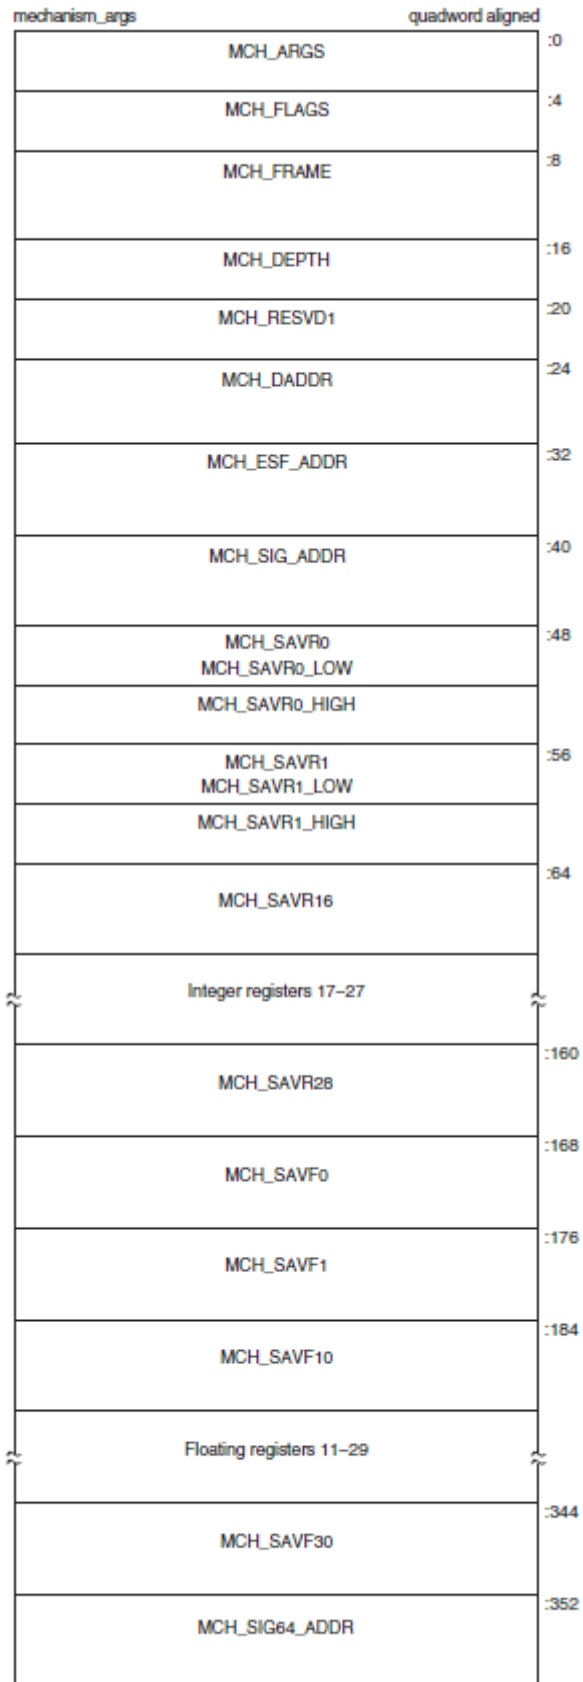 mechanism_args quadword aligned
:0
MCH_ARGS
:4
MCH_FLAGS
:8
MCH_FRAME
:16
MCH_DEPTH
:20
MCH_RESVD1
:24
MCH_DADDR
:32
MCH_ESF_ADDR
:40
MCH_SIG_ADDR
:48
MCH_SAVR0
MCH_SAVR0_LOW
MCH_SAVR0_HIGH
:56
MCH_SAVR1
MCH_SAVR1_LOW
MCH_SAVR1_HIGH
:64
MCH_SAVR16
Integer registers 17–27
:160
MCH_SAVR28
:168
MCH_SAVF0
:176
MCH_SAVF1
:184
MCH_SAVF10
Floating registers 11–29
:344
MCH_SAVF30
:352
MCH_SIG64_ADDR